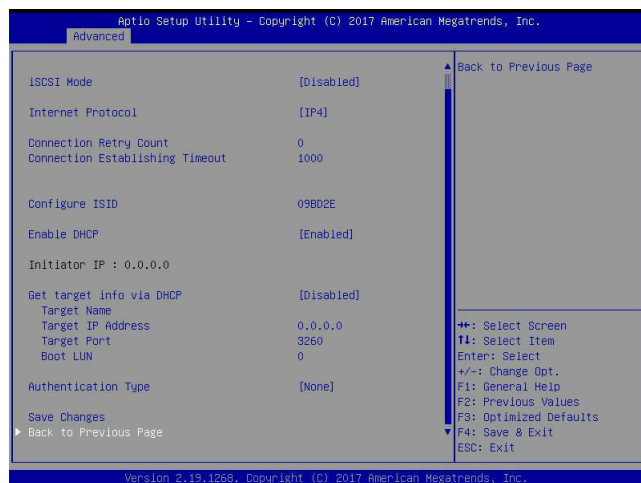 Aptio Setup Utility – Copyright (C) 2017 American Megatrends, Inc.
Advanced
iSCSI Mode [Disabled]
Internet Protocol [IP4]
Connection Retry Count 0
Connection Establishing Timeout 1000
Configure ISID 09BD2E
Enable DHCP [Enabled]
Initiator IP : 0.0.0.0
Get target info via DHCP [Disabled]
Target Name
Target IP Address 0.0.0.0
Target Port 3260
Boot LUN 0
Authentication Type [None]
Save Changes
Back to Previous Page
Back to Previous Page
→←: Select Screen
↑↓: Select Item
Enter: Select
+/-: Change Opt.
F1: General Help
F2: Previous Values
F3: Optimized Defaults
F4: Save & Exit
ESC: Exit
Version 2.19.1268. Copyright (C) 2017 American Megatrends, Inc.